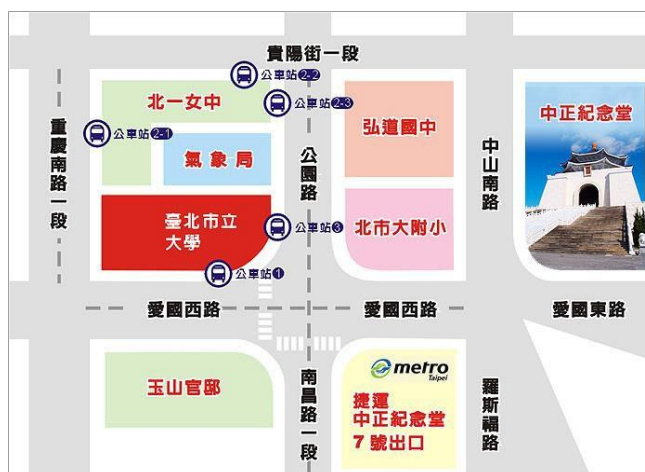 貴陽街一段
公車站2-2
北一女中
公車站2-3
中正紀念堂
弘道國中
公車站2-1
重慶南路一段
氣象局
公園路
中山南路
臺北市立
大學
公車站3
北市大附小
公車站1
愛國西路
愛國西路
愛國東路
metro
Taipei
玉山官邸
南昌路一段
捷運
中正紀念堂
7號出口
羅斯福路